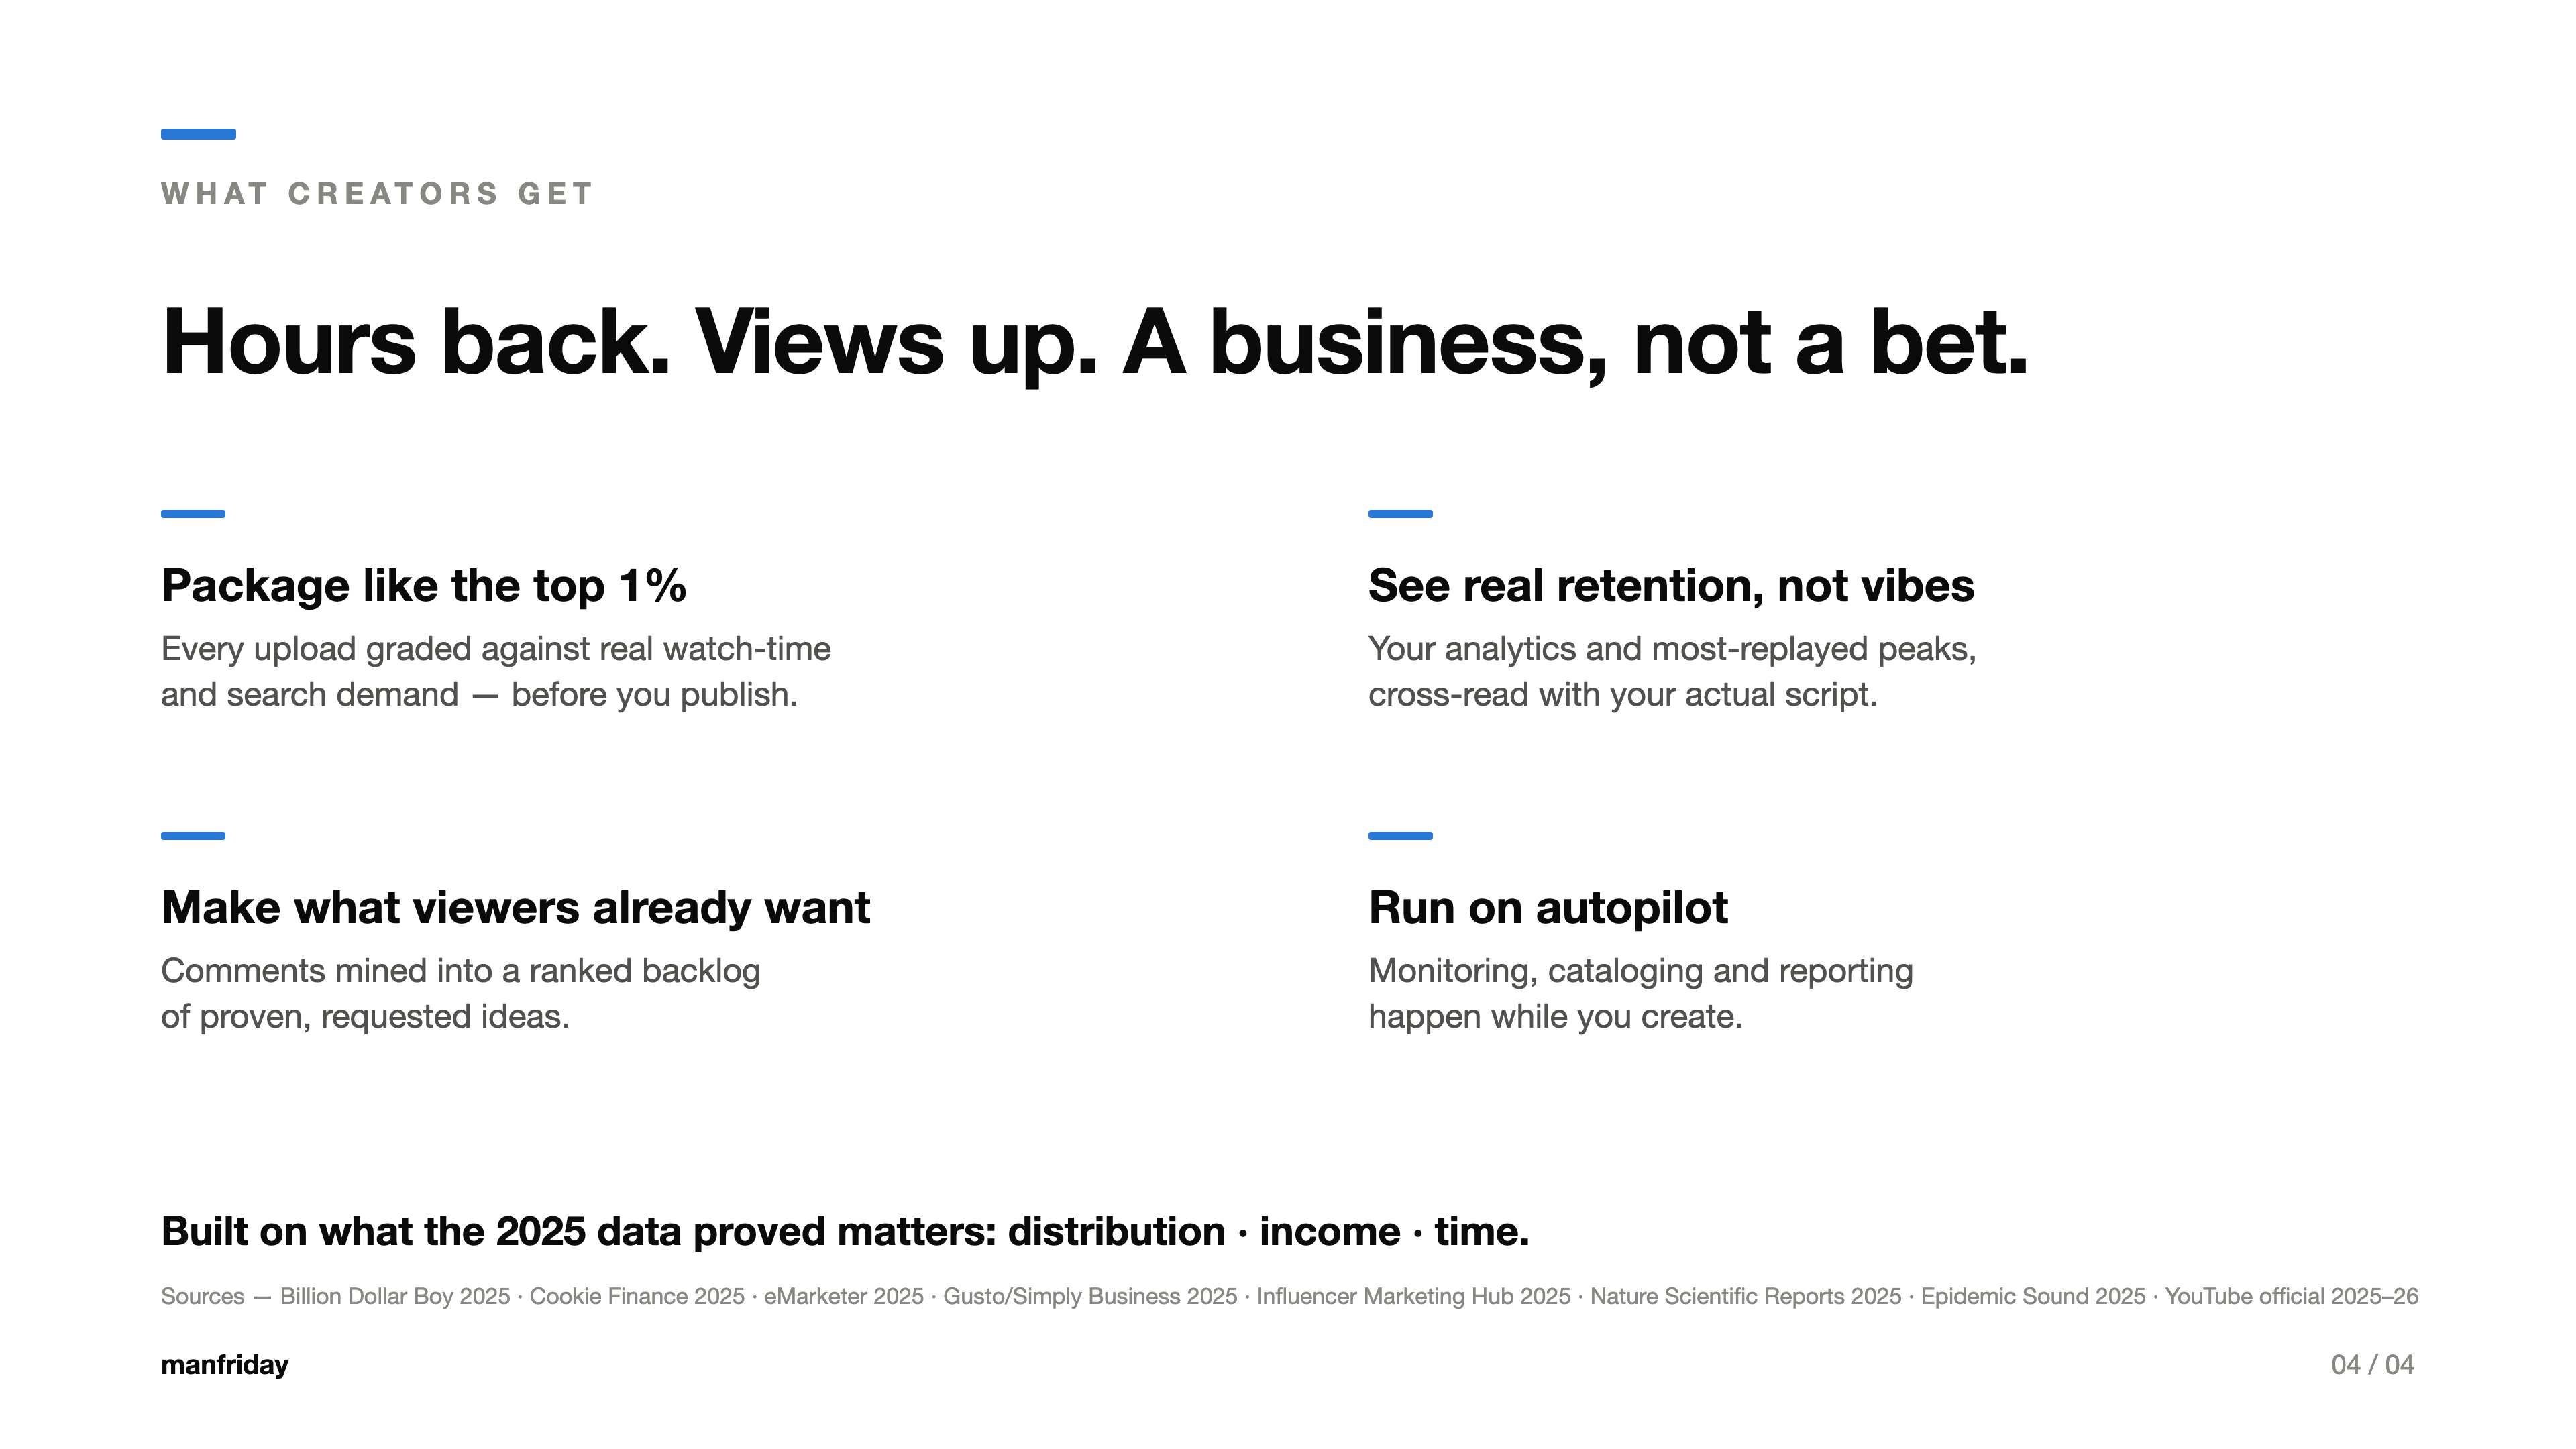 WHAT CREATORS GET
Hours back. Views up. A business, not a bet.
Package like the top 1%
Every upload graded against real watch-time
and search demand — before you publish.
See real retention, not vibes
Your analytics and most-replayed peaks,
cross-read with your actual script.
Make what viewers already want
Comments mined into a ranked backlog
of proven, requested ideas.
Run on autopilot
Monitoring, cataloging and reporting
happen while you create.
Built on what the 2025 data proved matters: distribution · income · time.
Sources — Billion Dollar Boy 2025 · Cookie Finance 2025 · eMarketer 2025 · Gusto/Simply Business 2025 · Influencer Marketing Hub 2025 · Nature Scientific Reports 2025 · Epidemic Sound 2025 · YouTube official 2025–26
manfriday
04 / 04